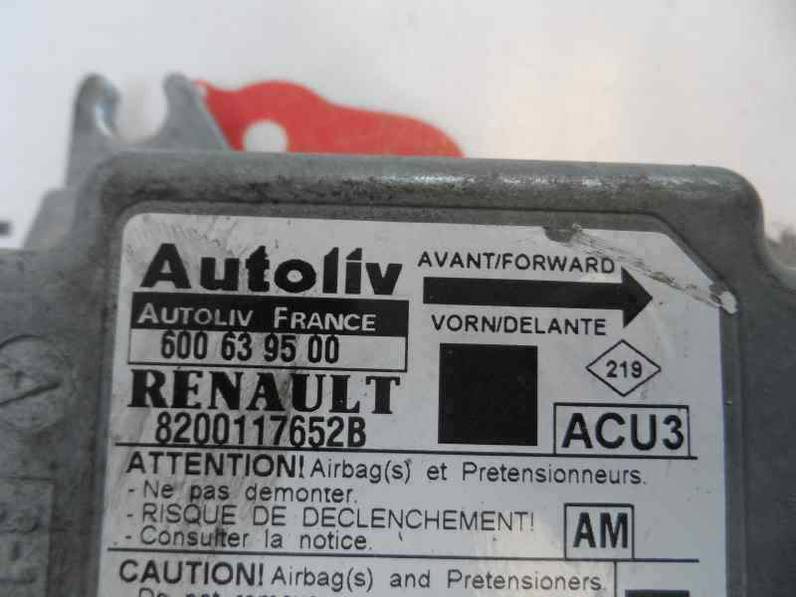 Autoliv
AVANT/FORWARD
AUTOLIV FRANCE
VORN/DELANTE
600 63 95 00
219
RENAULT
8200117652B
ACU3
ATTENTION! Airbag(s) et Pretensionneurs.
- Ne pas demonter.
- RISQUE DE DECLENCHEMENT!
- Consulter la notice.
AM
CAUTION! Airbag(s) and Pretensioners.